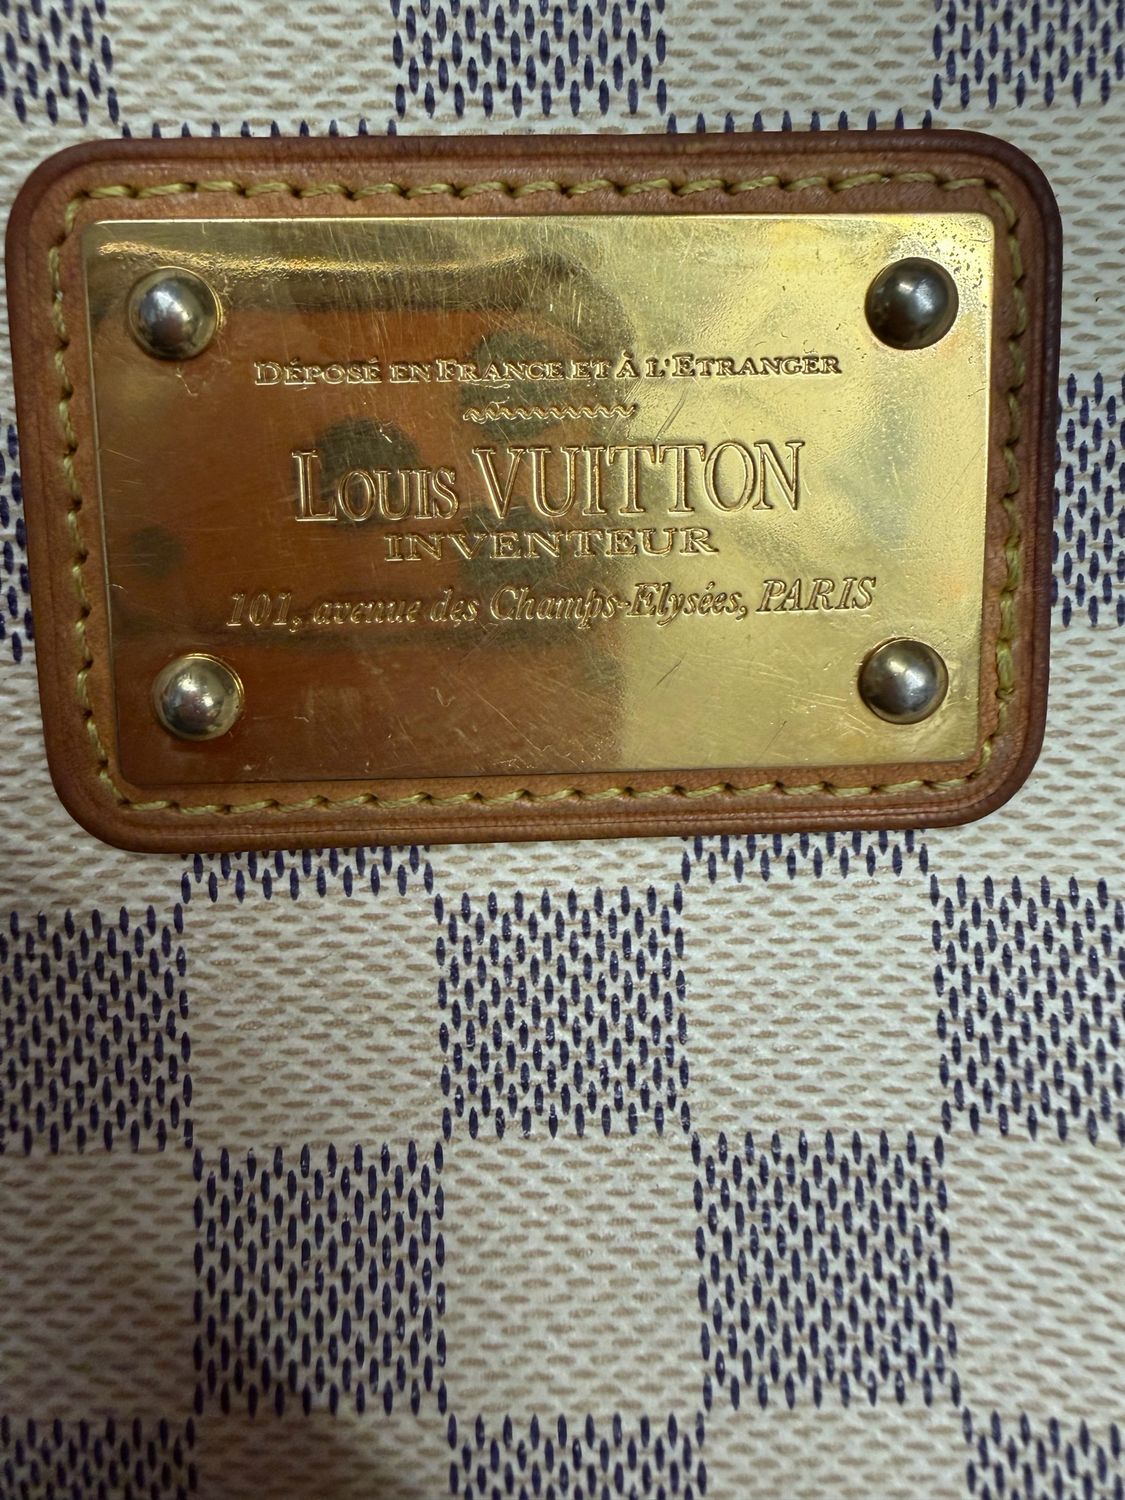 DÉPOSÉ EN FRANCE ET À L'ETRANGER
LOUIS VUITTON
INVENTEUR
101, avenue des Champs-Elysées, PARIS